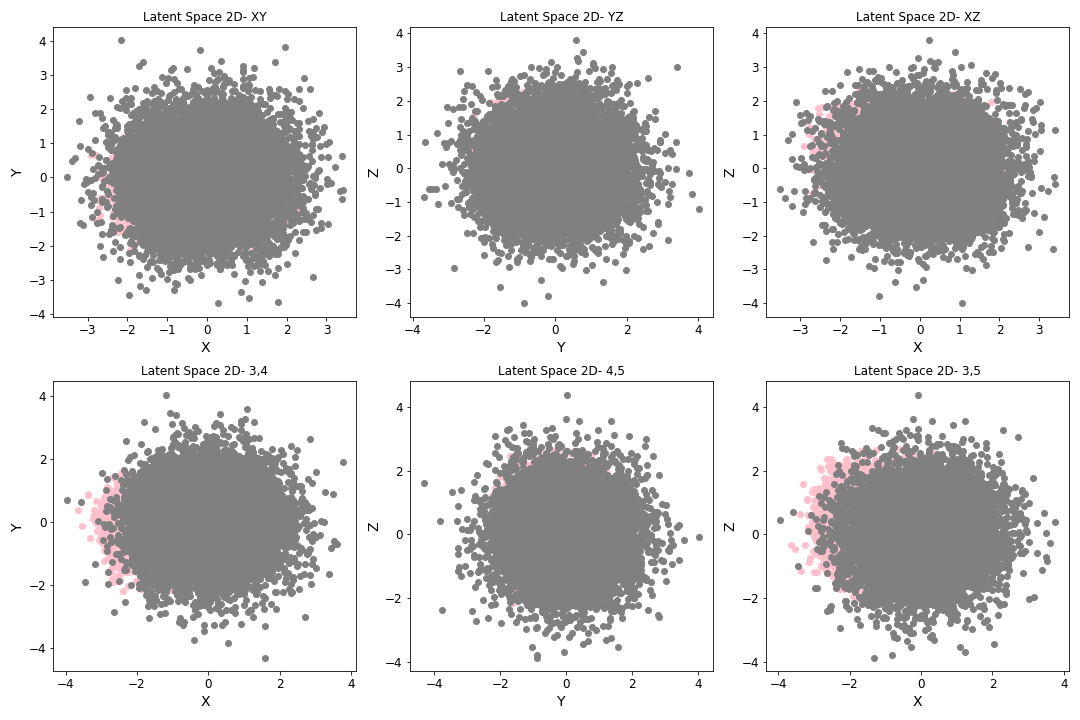 Latent Space 2D- XY
Latent Space 2D- YZ
Latent Space 2D- XZ
4
3
2
1
0
−1
−2
−3
−4
Y
−3 −2 −1 0 1 2 3
X
4
3
2
1
0
−1
−2
−3
−4
Z
−4 −2 0 2 4
Y
4
3
2
1
0
−1
−2
−3
−4
Z
−3 −2 −1 0 1 2 3
X
Latent Space 2D- 3,4
Latent Space 2D- 4,5
Latent Space 2D- 3,5
4
2
0
−2
−4
Y
−4 −2 0 2 4
X
4
2
0
−2
−4
Z
−4 −2 0 2 4
Y
4
2
0
−2
−4
Z
−4 −2 0 2 4
X